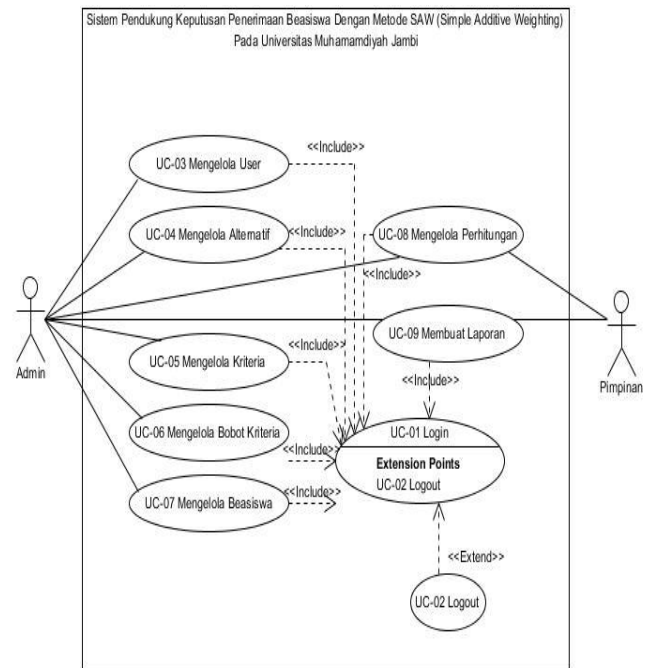 Sistem Pendukung Keputusan Penerimaan Beasiswa Dengan Metode SAW (Simple Additive Weighting)
Pada Universitas Muhamamdiyah Jambi
<<Include>>
UC-03 Mengelola User
UC-04 Mengelola Alternatif
<<Include>>
UC-08 Mengelola Perhitungan
<<Include>>
Admin
Pimpinan
UC-09 Membuat Laporan
<<Include>>
UC-05 Mengelola Kriteria
<<Include>>
UC-06 Mengelola Bobot Kriteria
<<Include>>
UC-01 Login
Extension Points
UC-02 Logout
UC-07 Mengelola Beasiswa
<<Include>>
<<Extend>>
UC-02 Logout